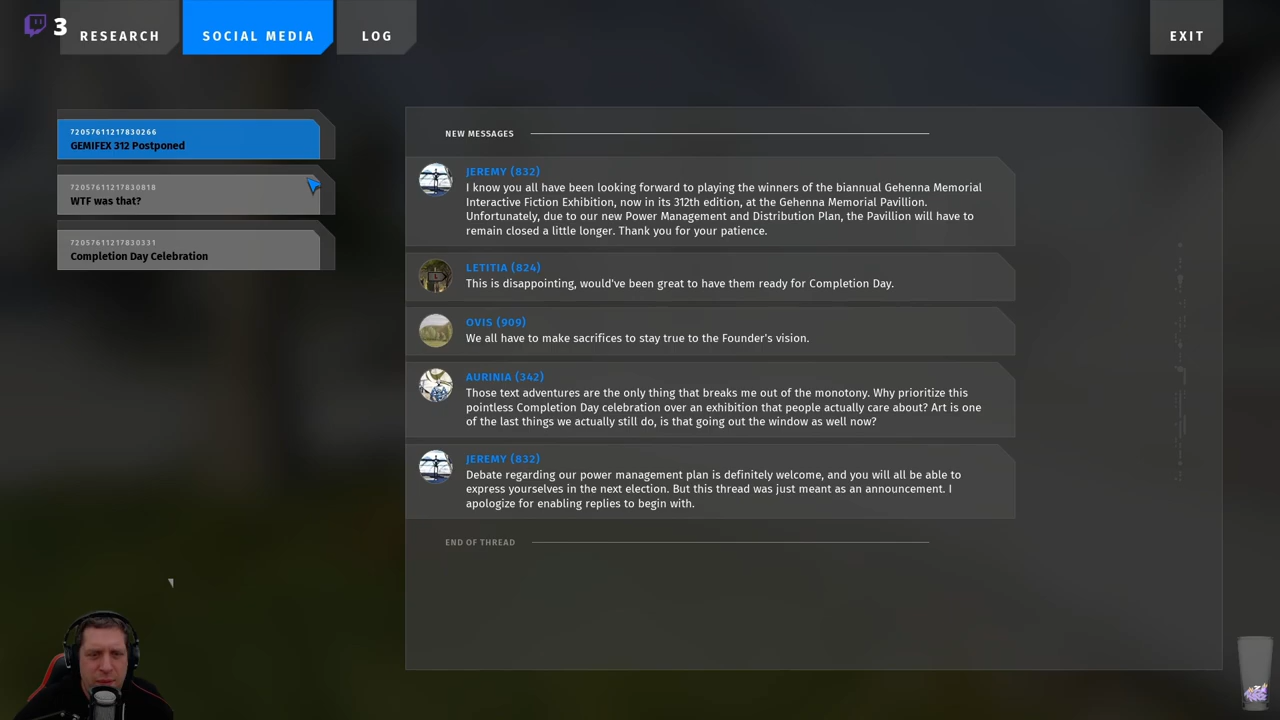 3
RESEARCH
SOCIAL MEDIA
LOG
EXIT
72057611217830266
GEMIFEX 312 Postponed
72057611217830818
WTF was that?
72057611217830331
Completion Day Celebration
NEW MESSAGES
JEREMY (832)
I know you all have been looking forward to playing the winners of the biannual Gehenna Memorial
Interactive Fiction Exhibition, now in its 312th edition, at the Gehenna Memorial Pavillion.
Unfortunately, due to our new Power Management and Distribution Plan, the Pavillion will have to
remain closed a little longer. Thank you for your patience.
LETITIA (824)
This is disappointing, would've been great to have them ready for Completion Day.
OVIS (909)
We all have to make sacrifices to stay true to the Founder's vision.
AURINIA (342)
Those text adventures are the only thing that breaks me out of the monotony. Why prioritize this
pointless Completion Day celebration over an exhibition that people actually care about? Art is one
of the last things we actually still do, is that going out the window as well now?
JEREMY (832)
Debate regarding our power management plan is definitely welcome, and you will all be able to
express yourselves in the next election. But this thread was just meant as an announcement. I
apologize for enabling replies to begin with.
END OF THREAD